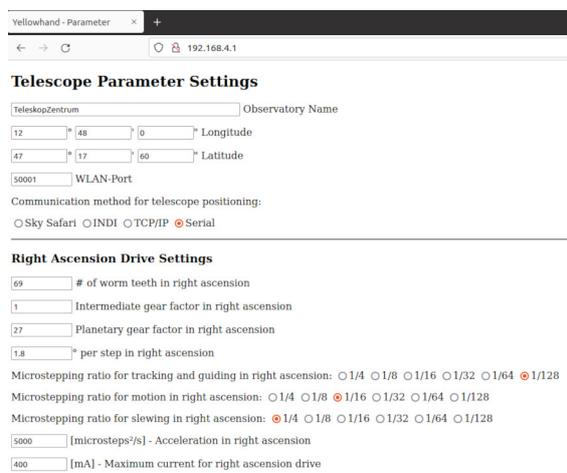 Yellowhand - Parameter
192.168.4.1
Telescope Parameter Settings
TeleskopZentrum Observatory Name
12 ° 48 ' 0 " Longitude
47 ° 17 ' 60 " Latitude
50001 WLAN-Port
Communication method for telescope positioning:
Sky Safari INDI TCP/IP Serial
Right Ascension Drive Settings
69 # of worm teeth in right ascension
1 Intermediate gear factor in right ascension
27 Planetary gear factor in right ascension
1.8 ° per step in right ascension
Microstepping ratio for tracking and guiding in right ascension: 1/4 1/8 1/16 1/32 1/64 1/128
Microstepping ratio for motion in right ascension: 1/4 1/8 1/16 1/32 1/64 1/128
Microstepping ratio for slewing in right ascension: 1/4 1/8 1/16 1/32 1/64 1/128
5000 [microsteps²/s] - Acceleration in right ascension
400 [mA] - Maximum current for right ascension drive